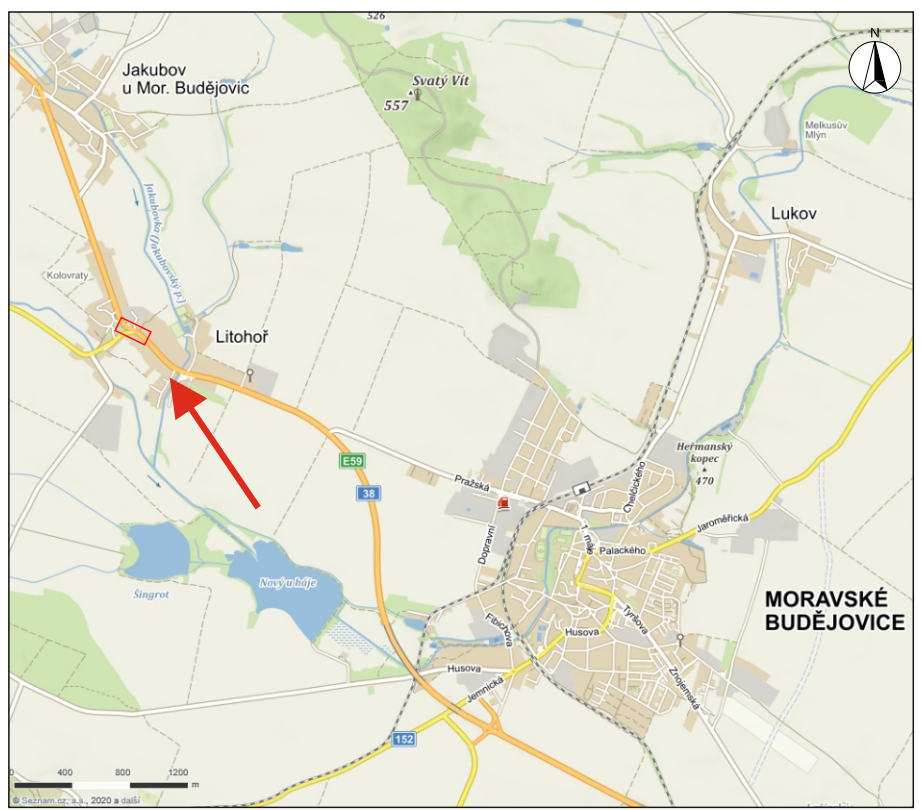 526
N
Jakubov
u Mor. Budějovic
Svatý Vít
557
Melkusův
Mlýn
Jakubovka (Jakubovský p.)
Lukov
Kolovraty
Litohoř
E59
38
Pražská
Heřmanský
kopec
470
Chelčického
Jaroměřická
Dopravní
1. máje
Palackého
Šingrot
Nový u háje
MORAVSKÉ
BUDĚJOVICE
Fibichova
Husova
Tyršova
Husova
Jemnická
Znojemská
152
0 400 800 1200
m
© Seznam.cz, a.s., 2020 a další